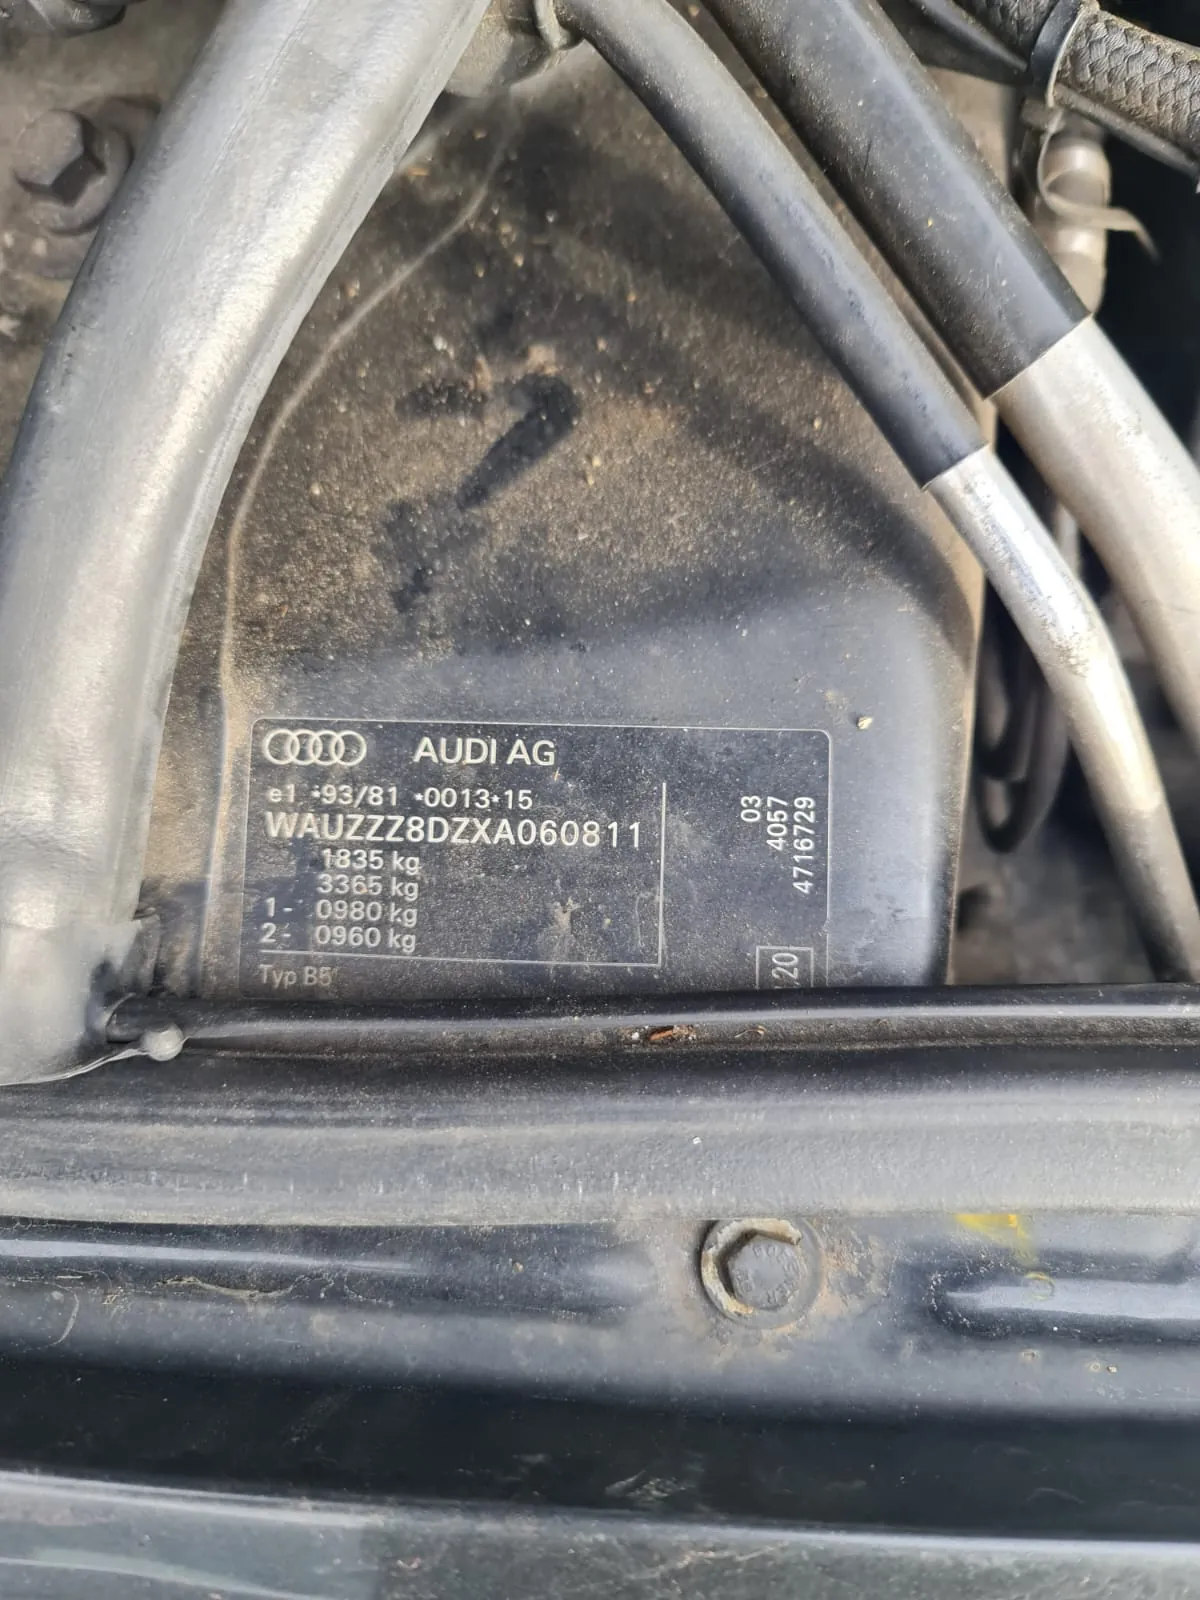 AUDI AG
e1 *93/81 *0013*15
WAUZZZ8DZXA060811
1835 kg
3365 kg
1- 0980 kg
2- 0960 kg
Typ B5
03
4057
4716729
20